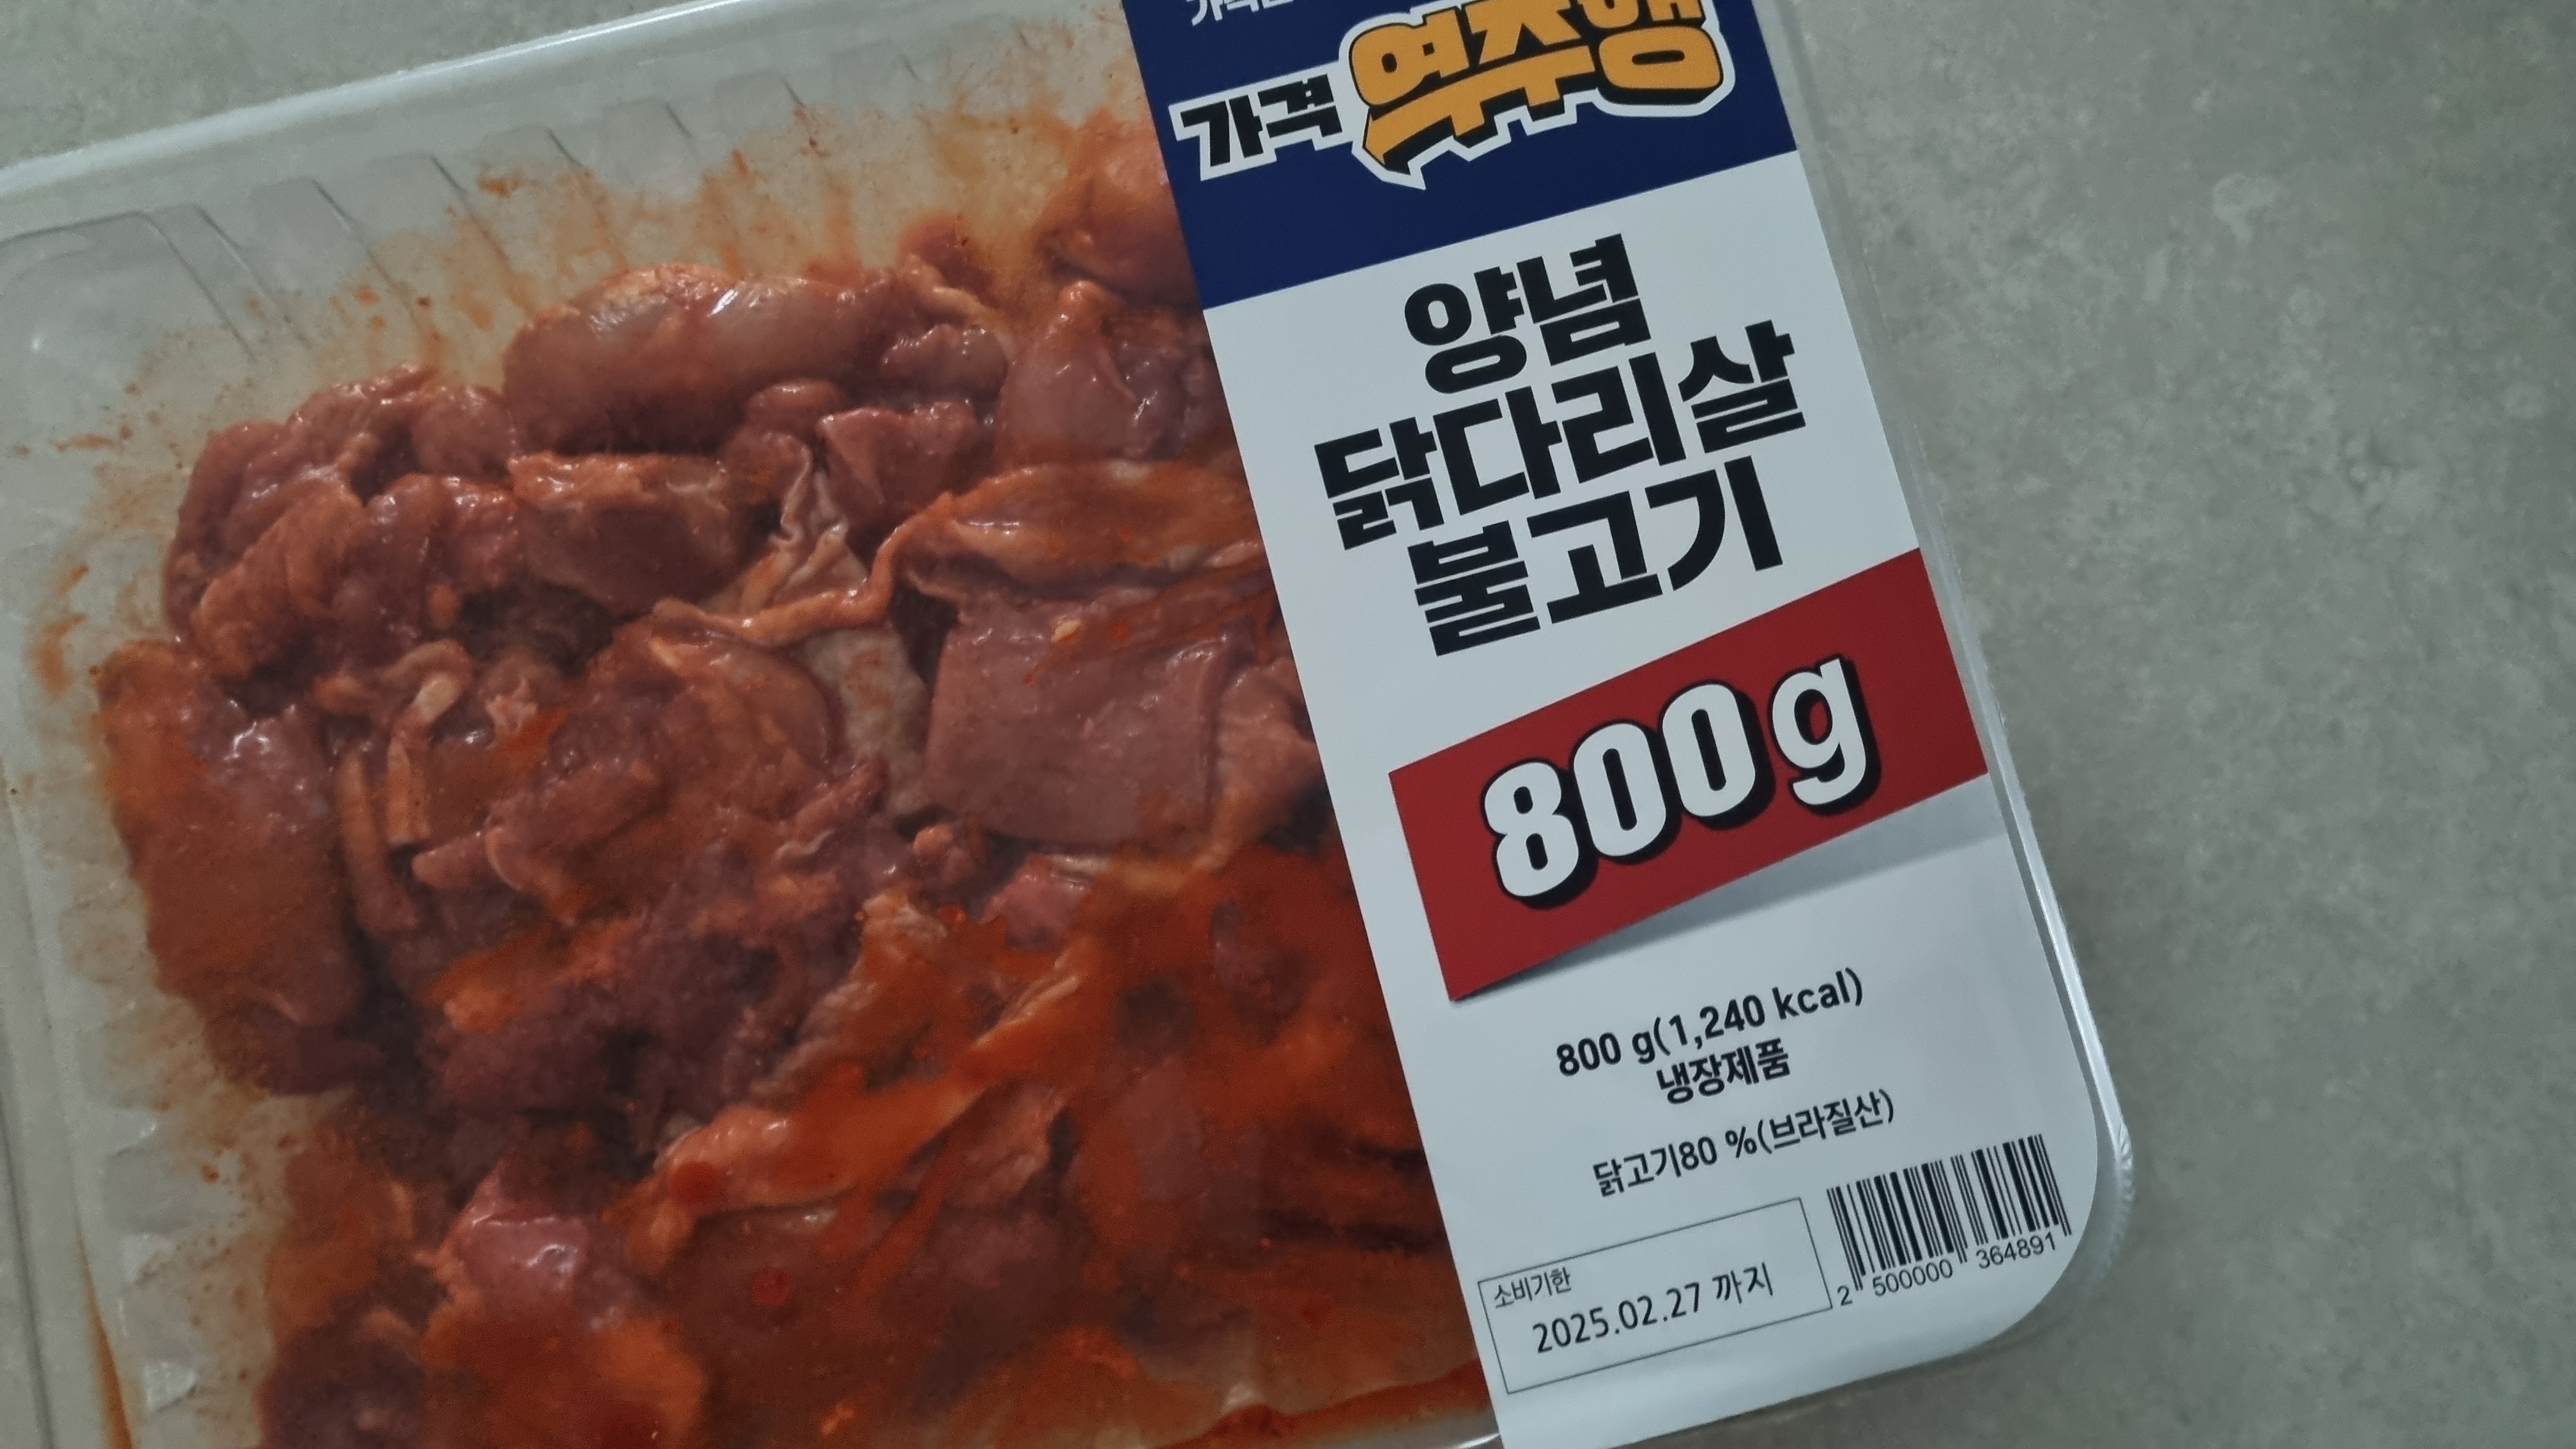 가격
역주행
양념
닭다리살
불고기
800g
800 g(1,240 kcal)
냉장제품
닭고기80 %(브라질산)
소비기한
2025.02.27 까지
2 500000 364891